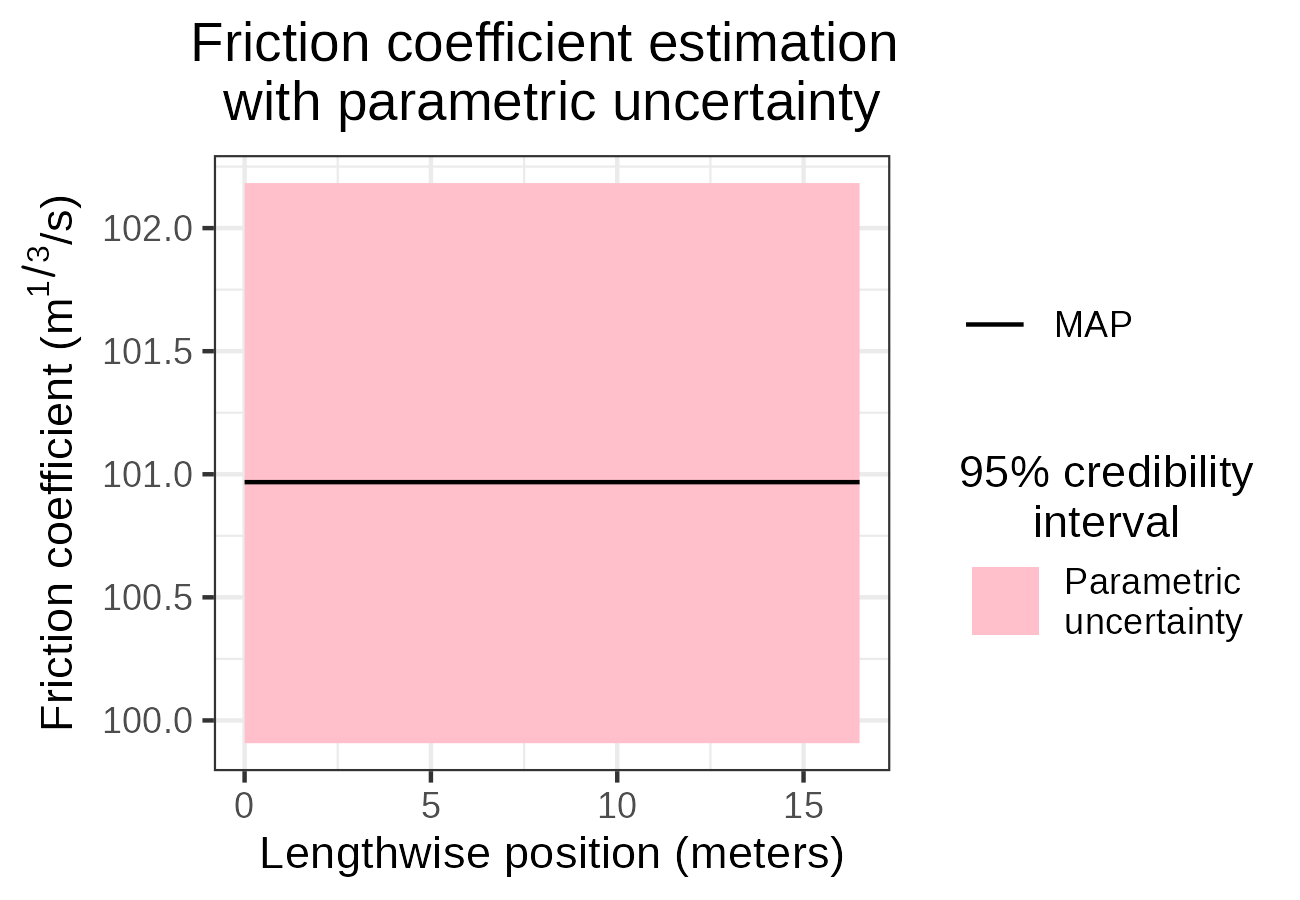 Friction coefficient estimation
with parametric uncertainty
Friction coefficient (m^1/3/s)
102.0
101.5
101.0
100.5
100.0
0 5 10 15
Lengthwise position (meters)
MAP
95% credibility
interval
Parametric
uncertainty